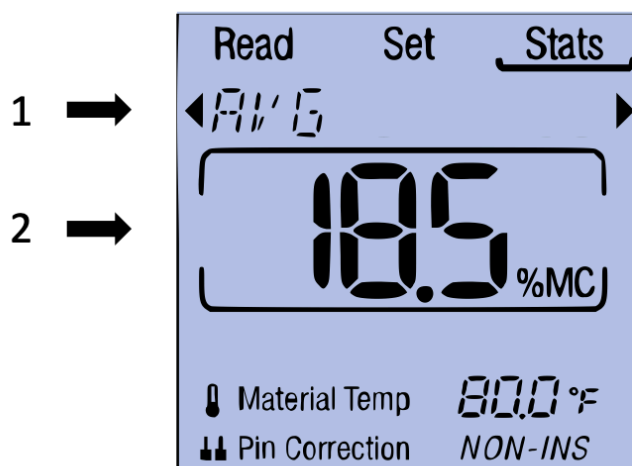 Read Set Stats
1 AVG
2 18.5 %MC
Material Temp 80.0 °F
Pin Correction NON-INS